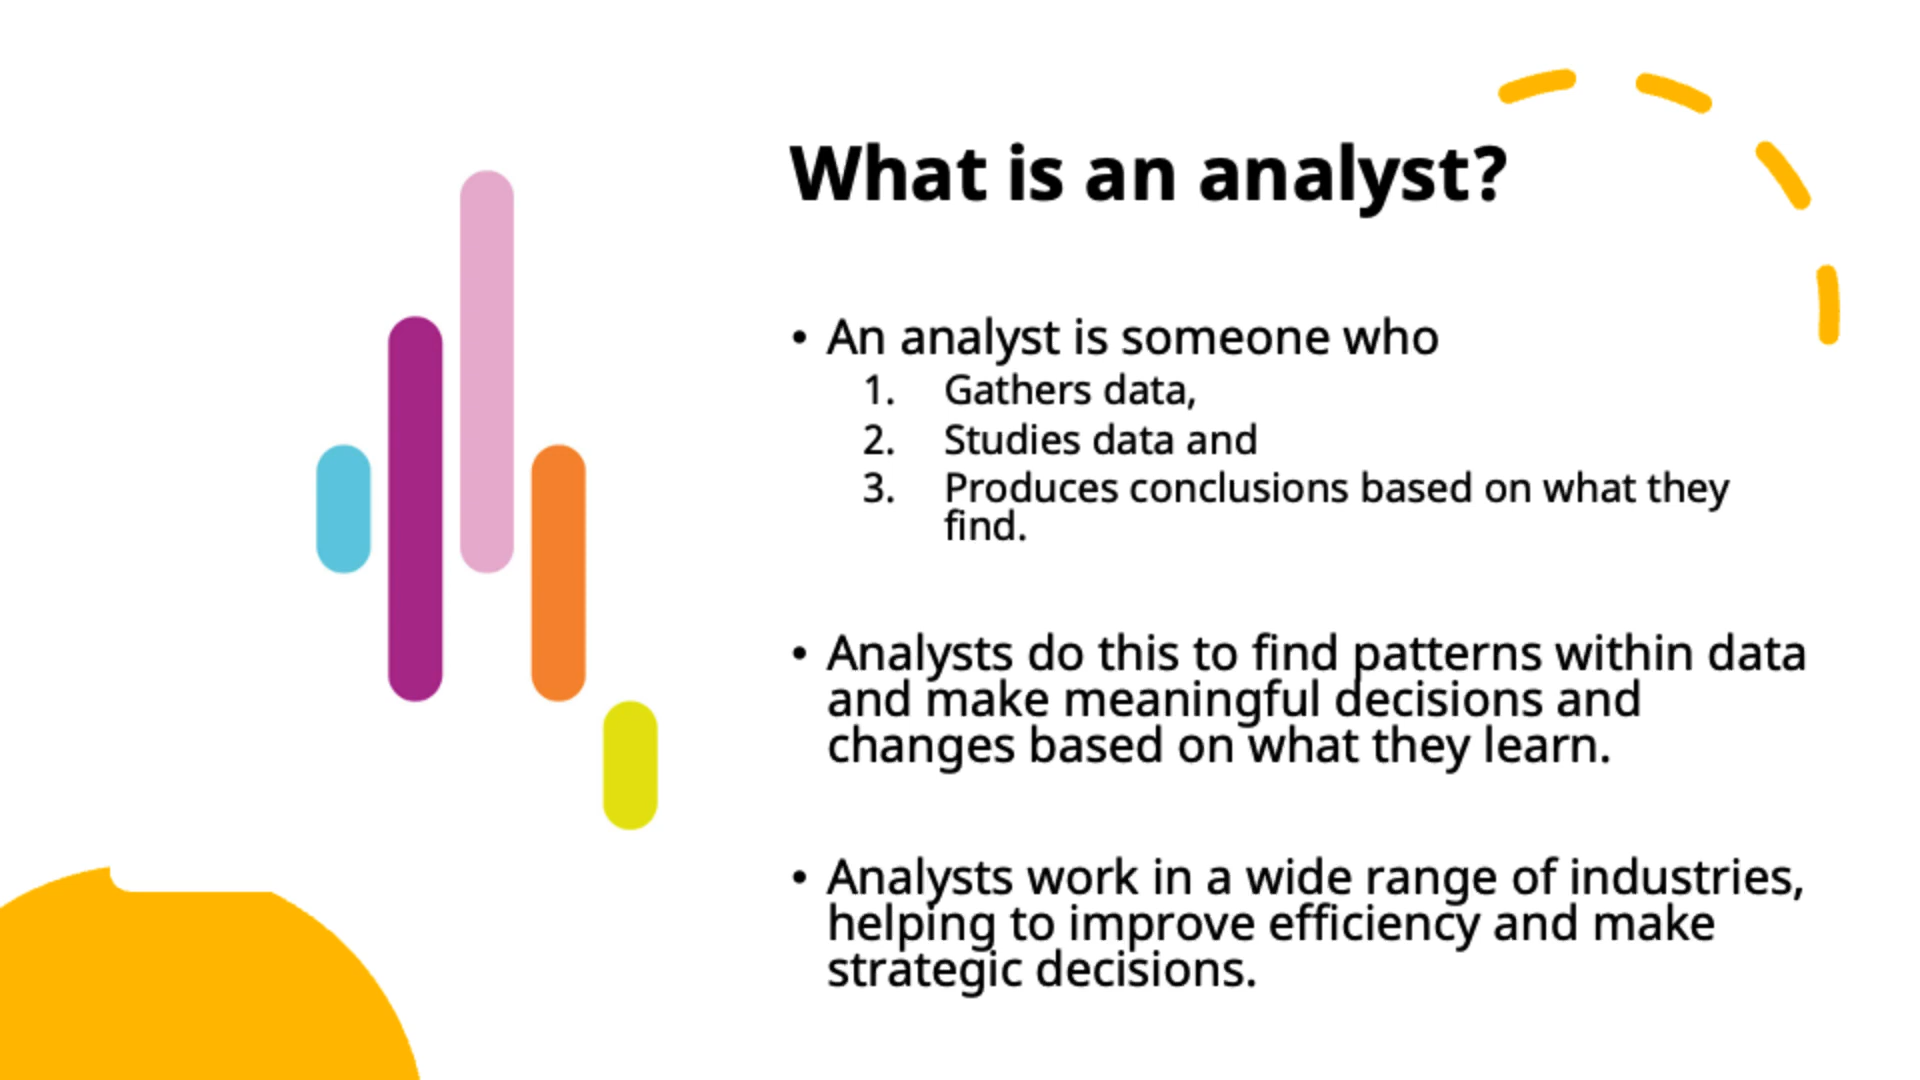 What is an analyst?
• An analyst is someone who
1. Gathers data,
2. Studies data and
3. Produces conclusions based on what they
find.
• Analysts do this to find patterns within data
and make meaningful decisions and
changes based on what they learn.
• Analysts work in a wide range of industries,
helping to improve efficiency and make
strategic decisions.